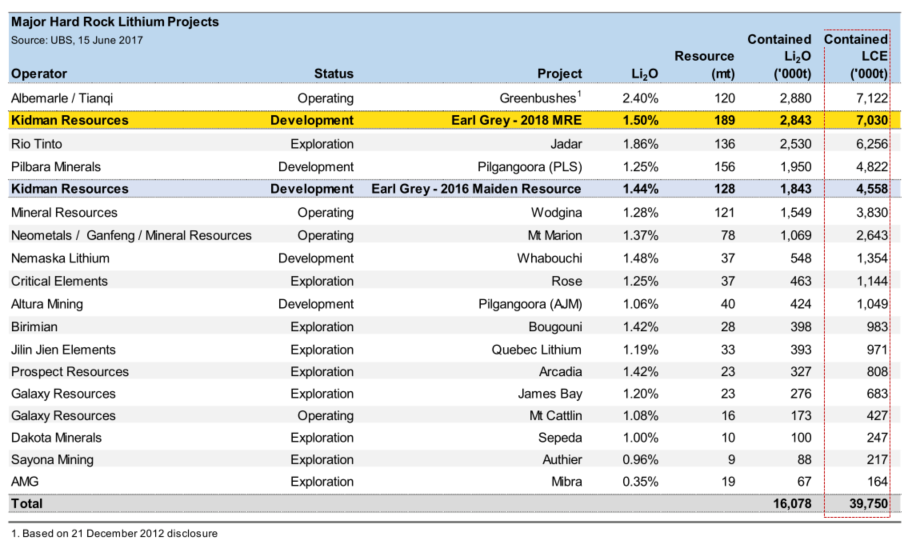 Major Hard Rock Lithium Projects
Source: UBS, 15 June 2017
Operator Status Project Li₂O Resource (mt) Contained Li₂O ('000t) Contained LCE ('000t)
Albemarle / Tianqi Operating Greenbushes¹ 2.40% 120 2,880 7,122
Kidman Resources Development Earl Grey - 2018 MRE 1.50% 189 2,843 7,030
Rio Tinto Exploration Jadar 1.86% 136 2,530 6,256
Pilbara Minerals Development Pilgangoora (PLS) 1.25% 156 1,950 4,822
Kidman Resources Development Earl Grey - 2016 Maiden Resource 1.44% 128 1,843 4,558
Mineral Resources Operating Wodgina 1.28% 121 1,549 3,830
Neometals / Ganfeng / Mineral Resources Operating Mt Marion 1.37% 78 1,069 2,643
Nemaska Lithium Development Whabouchi 1.48% 37 548 1,354
Critical Elements Exploration Rose 1.25% 37 463 1,144
Altura Mining Development Pilgangoora (AJM) 1.06% 40 424 1,049
Birimian Exploration Bougouni 1.42% 28 398 983
Jilin Jien Elements Exploration Quebec Lithium 1.19% 33 393 971
Prospect Resources Exploration Arcadia 1.42% 23 327 808
Galaxy Resources Exploration James Bay 1.20% 23 276 683
Galaxy Resources Operating Mt Cattlin 1.08% 16 173 427
Dakota Minerals Exploration Sepeda 1.00% 10 100 247
Sayona Mining Exploration Authier 0.96% 9 88 217
AMG Exploration Mibra 0.35% 19 67 164
Total 16,078 39,750
1. Based on 21 December 2012 disclosure